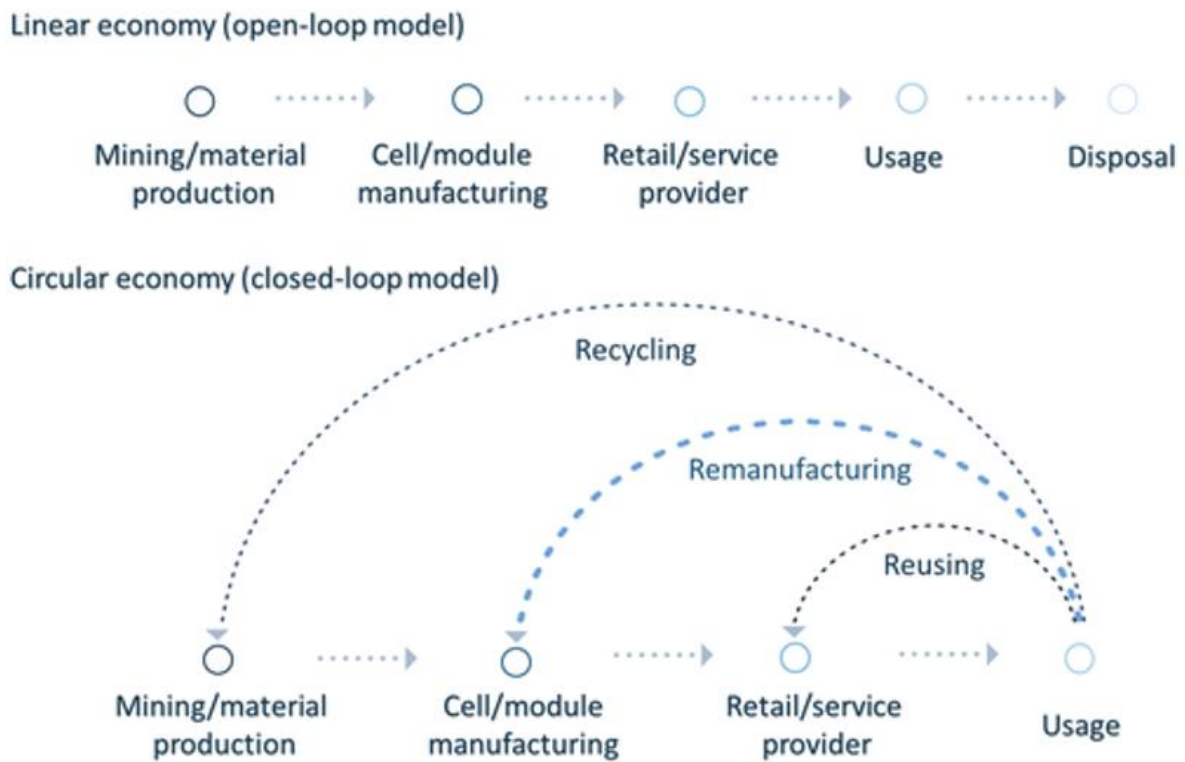 Linear economy (open-loop model)
Mining/material
production
Cell/module
manufacturing
Retail/service
provider
Usage
Disposal
Circular economy (closed-loop model)
Recycling
Remanufacturing
Reusing
Mining/material
production
Cell/module
manufacturing
Retail/service
provider
Usage